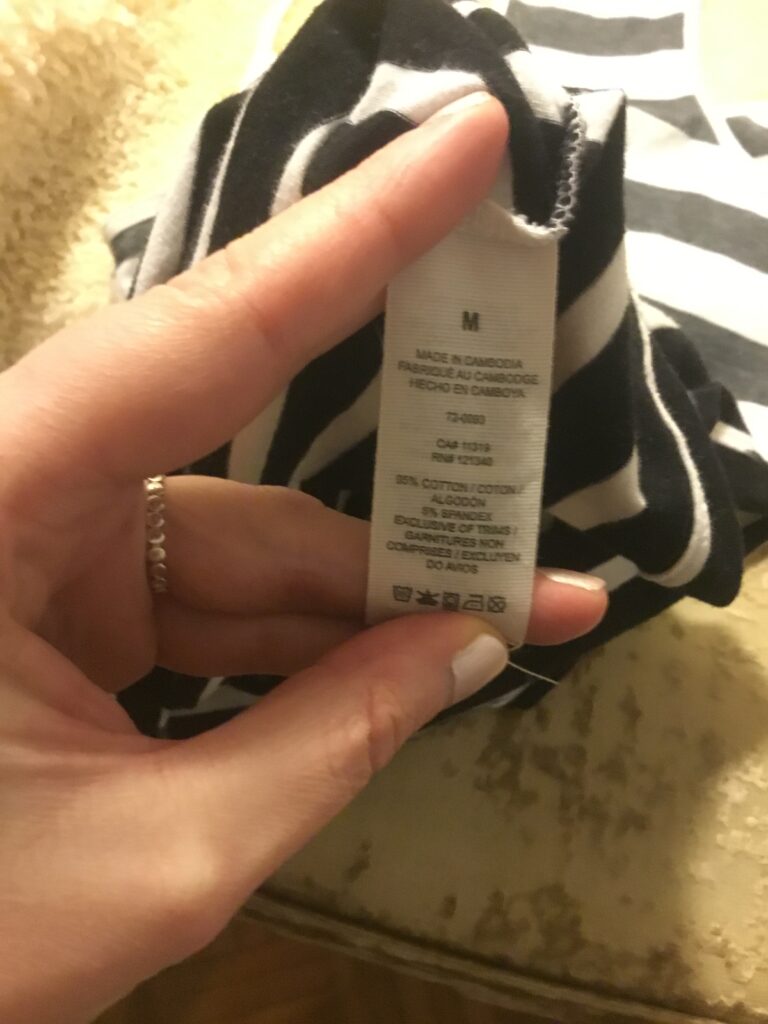 M
MADE IN CAMBODIA
FABRIQUÉ AU CAMBODGE
HECHO EN CAMBOYA
72-0093
CA# 11319
RN# 121340
95% COTTON / COTON /
ALGODÓN
5% SPANDEX
EXCLUSIVE OF TRIMS /
GARNITURES NON
COMPRISES / EXCLUYEN
DO AVIOS